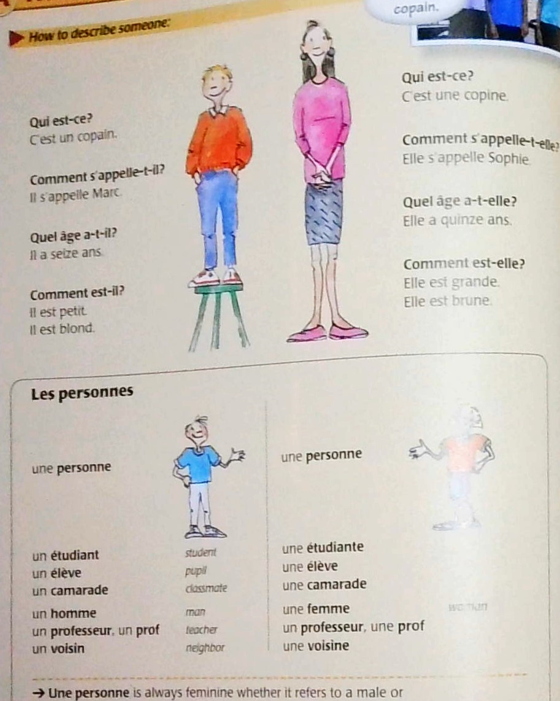 copain.
How to describe someone:
Qui est-ce?
C'est un copain.
Comment s'appelle-t-il?
Il s'appelle Marc.
Quel âge a-t-il?
Il a seize ans.
Comment est-il?
Il est petit.
Il est blond.
Qui est-ce?
C'est une copine.
Comment s'appelle-t-elle?
Elle s'appelle Sophie.
Quel âge a-t-elle?
Elle a quinze ans.
Comment est-elle?
Elle est grande.
Elle est brune.
Les personnes
une personne
un étudiant student
un élève pupil
un camarade classmate
un homme man
un professeur, un prof teacher
un voisin neighbor
une personne
une étudiante
une élève
une camarade
une femme woman
un professeur, une prof
une voisine
→ Une personne is always feminine whether it refers to a male or